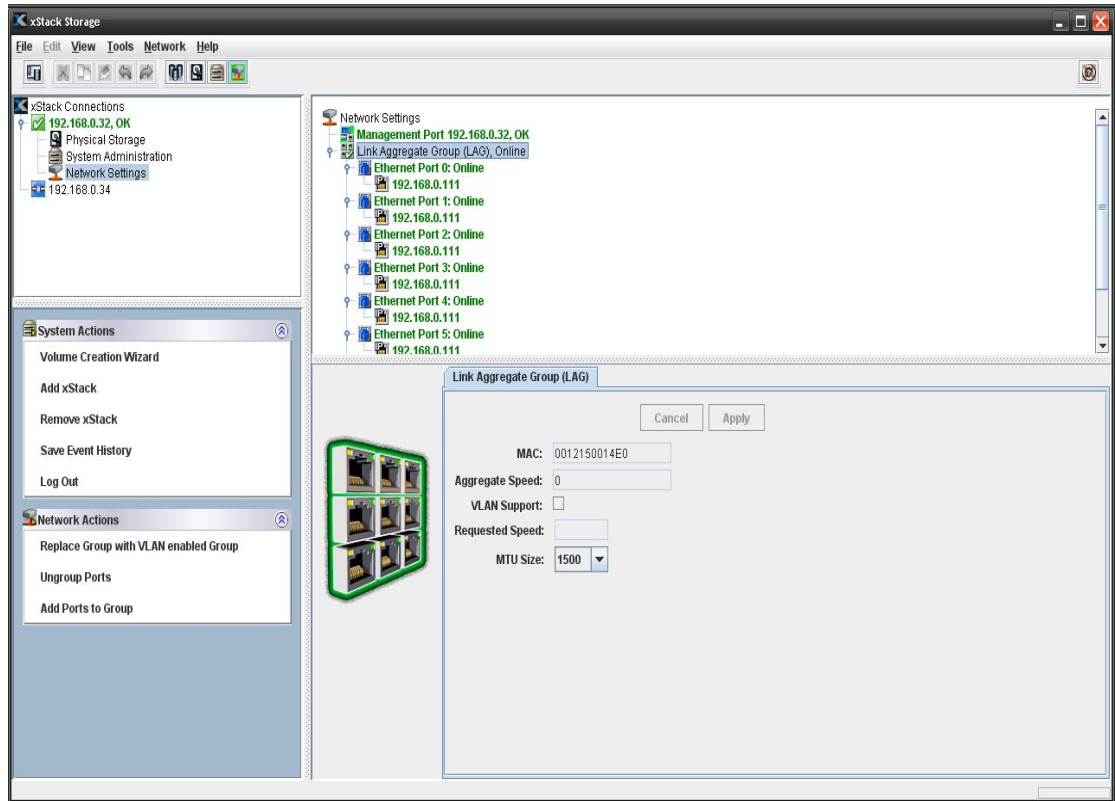 xStack Storage
File Edit View Tools Network Help
xStack Connections
192.168.0.32, OK
Physical Storage
System Administration
Network Settings
192.168.0.34
Network Settings
Management Port 192.168.0.32, OK
Link Aggregate Group (LAG), Online
Ethernet Port 0: Online
192.168.0.111
Ethernet Port 1: Online
192.168.0.111
Ethernet Port 2: Online
192.168.0.111
Ethernet Port 3: Online
192.168.0.111
Ethernet Port 4: Online
192.168.0.111
Ethernet Port 5: Online
192.168.0.111
System Actions
Volume Creation Wizard
Add xStack
Remove xStack
Save Event History
Log Out
Network Actions
Replace Group with VLAN enabled Group
Ungroup Ports
Add Ports to Group
Link Aggregate Group (LAG)
Cancel Apply
MAC: 0012150014E0
Aggregate Speed: 0
VLAN Support:
Requested Speed:
MTU Size: 1500